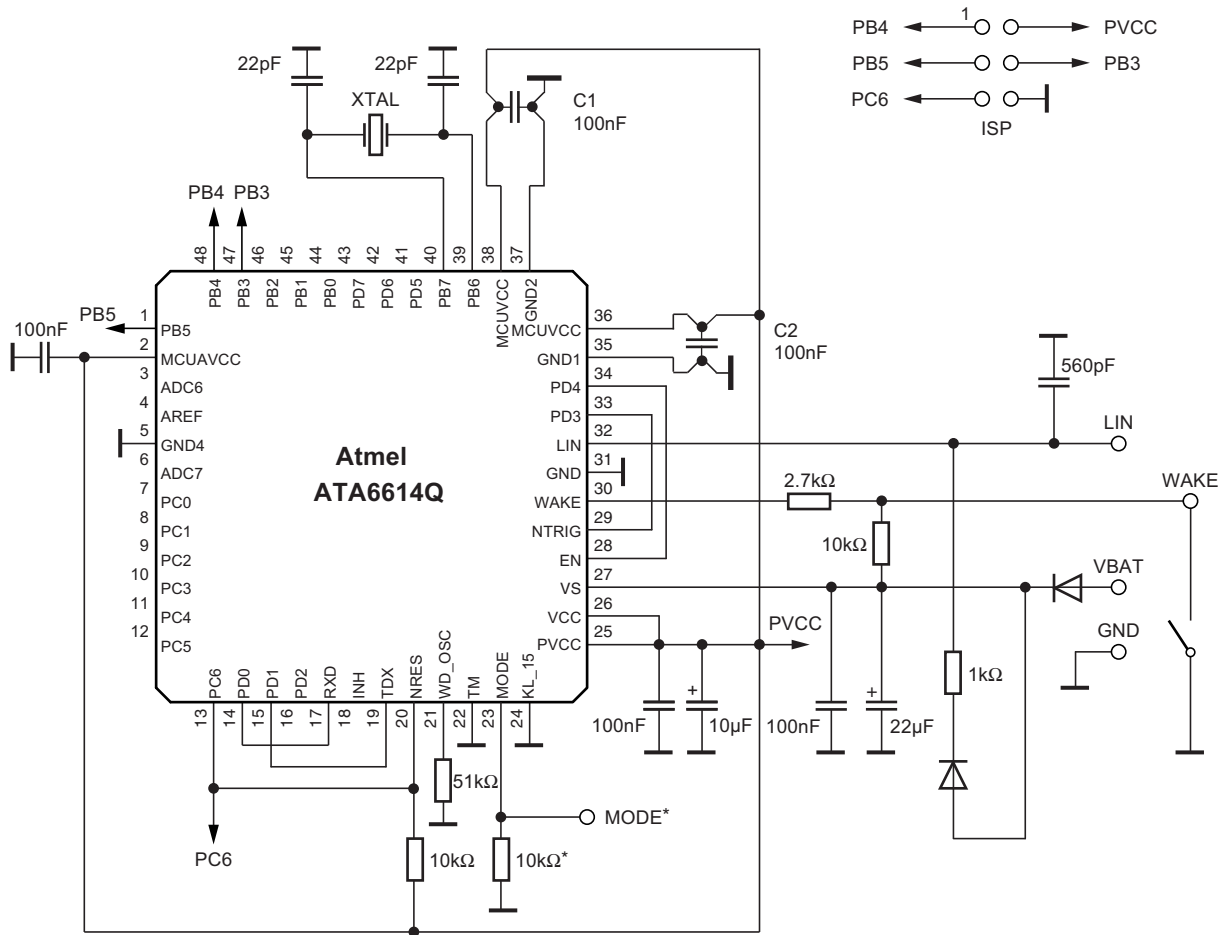 PB4 1 PVCC
PB5 PB3
PC6
ISP
22pF 22pF
XTAL
C1
100nF
PB4 PB3
48 47 46 45 44 43 42 41 40 39 38 37
PB4 PB3 PB2 PB1 PB0 PD7 PD6 PD5 PB7 PB6 MCUVCC GND2
PB5
100nF
1 PB5
2 MCUAVCC
3 ADC6
4 AREF
5 GND4
6 ADC7
7 PC0
8 PC1
9 PC2
10 PC3
11 PC4
12 PC5
Atmel
ATA6614Q
MCUVCC 36
GND1 35
PD4 34
PD3 33
LIN 32
GND 31
WAKE 30
NTRIG 29
EN 28
VS 27
VCC 26
PVCC 25
C2
100nF
560pF
LIN
2.7kΩ
WAKE
10kΩ
VBAT
PVCC
GND
1kΩ
100nF
+
10µF
100nF
+
22µF
PC6 PD0 PD1 PD2 RXD INH TDX NRES WD_OSC TM MODE KL_15
13 14 15 16 17 18 19 20 21 22 23 24
51kΩ
MODE*
PC6
10kΩ
10kΩ*